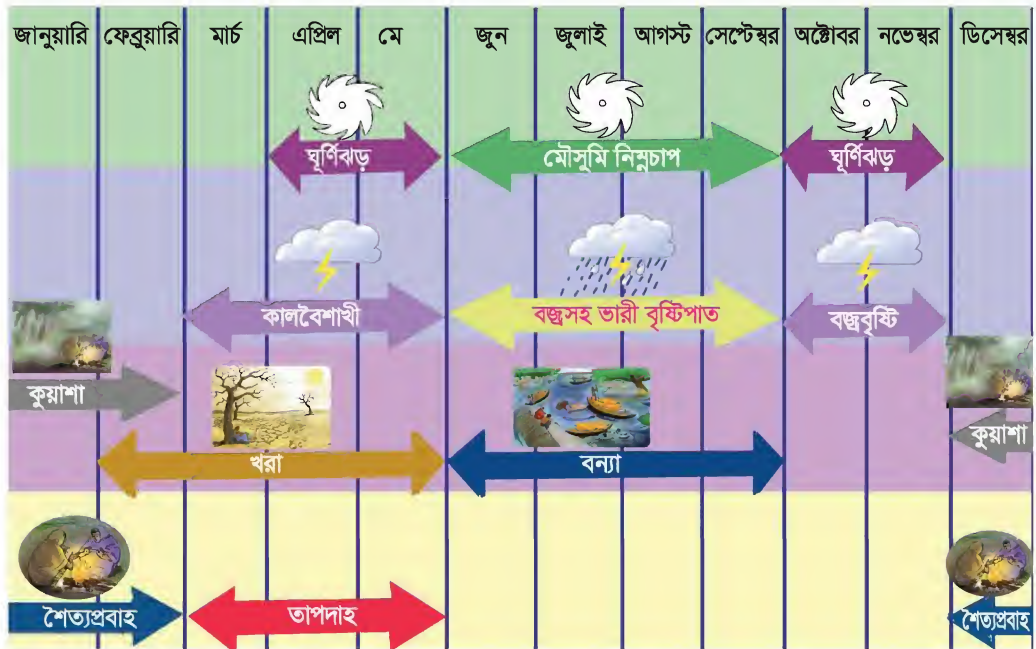 জানুয়ারি ফেব্রুয়ারি মার্চ এপ্রিল মে জুন জুলাই আগস্ট সেপ্টেম্বর অক্টোবর নভেম্বর ডিসেম্বর
ঘূর্ণিঝড় মৌসুমি নিম্নচাপ ঘূর্ণিঝড়
কালবৈশাখী বজ্রসহ ভারী বৃষ্টিপাত বজ্রবৃষ্টি
কুয়াশা
কুয়াশা
খরা বন্যা
শৈত্যপ্রবাহ তাপদাহ শৈত্যপ্রবাহ